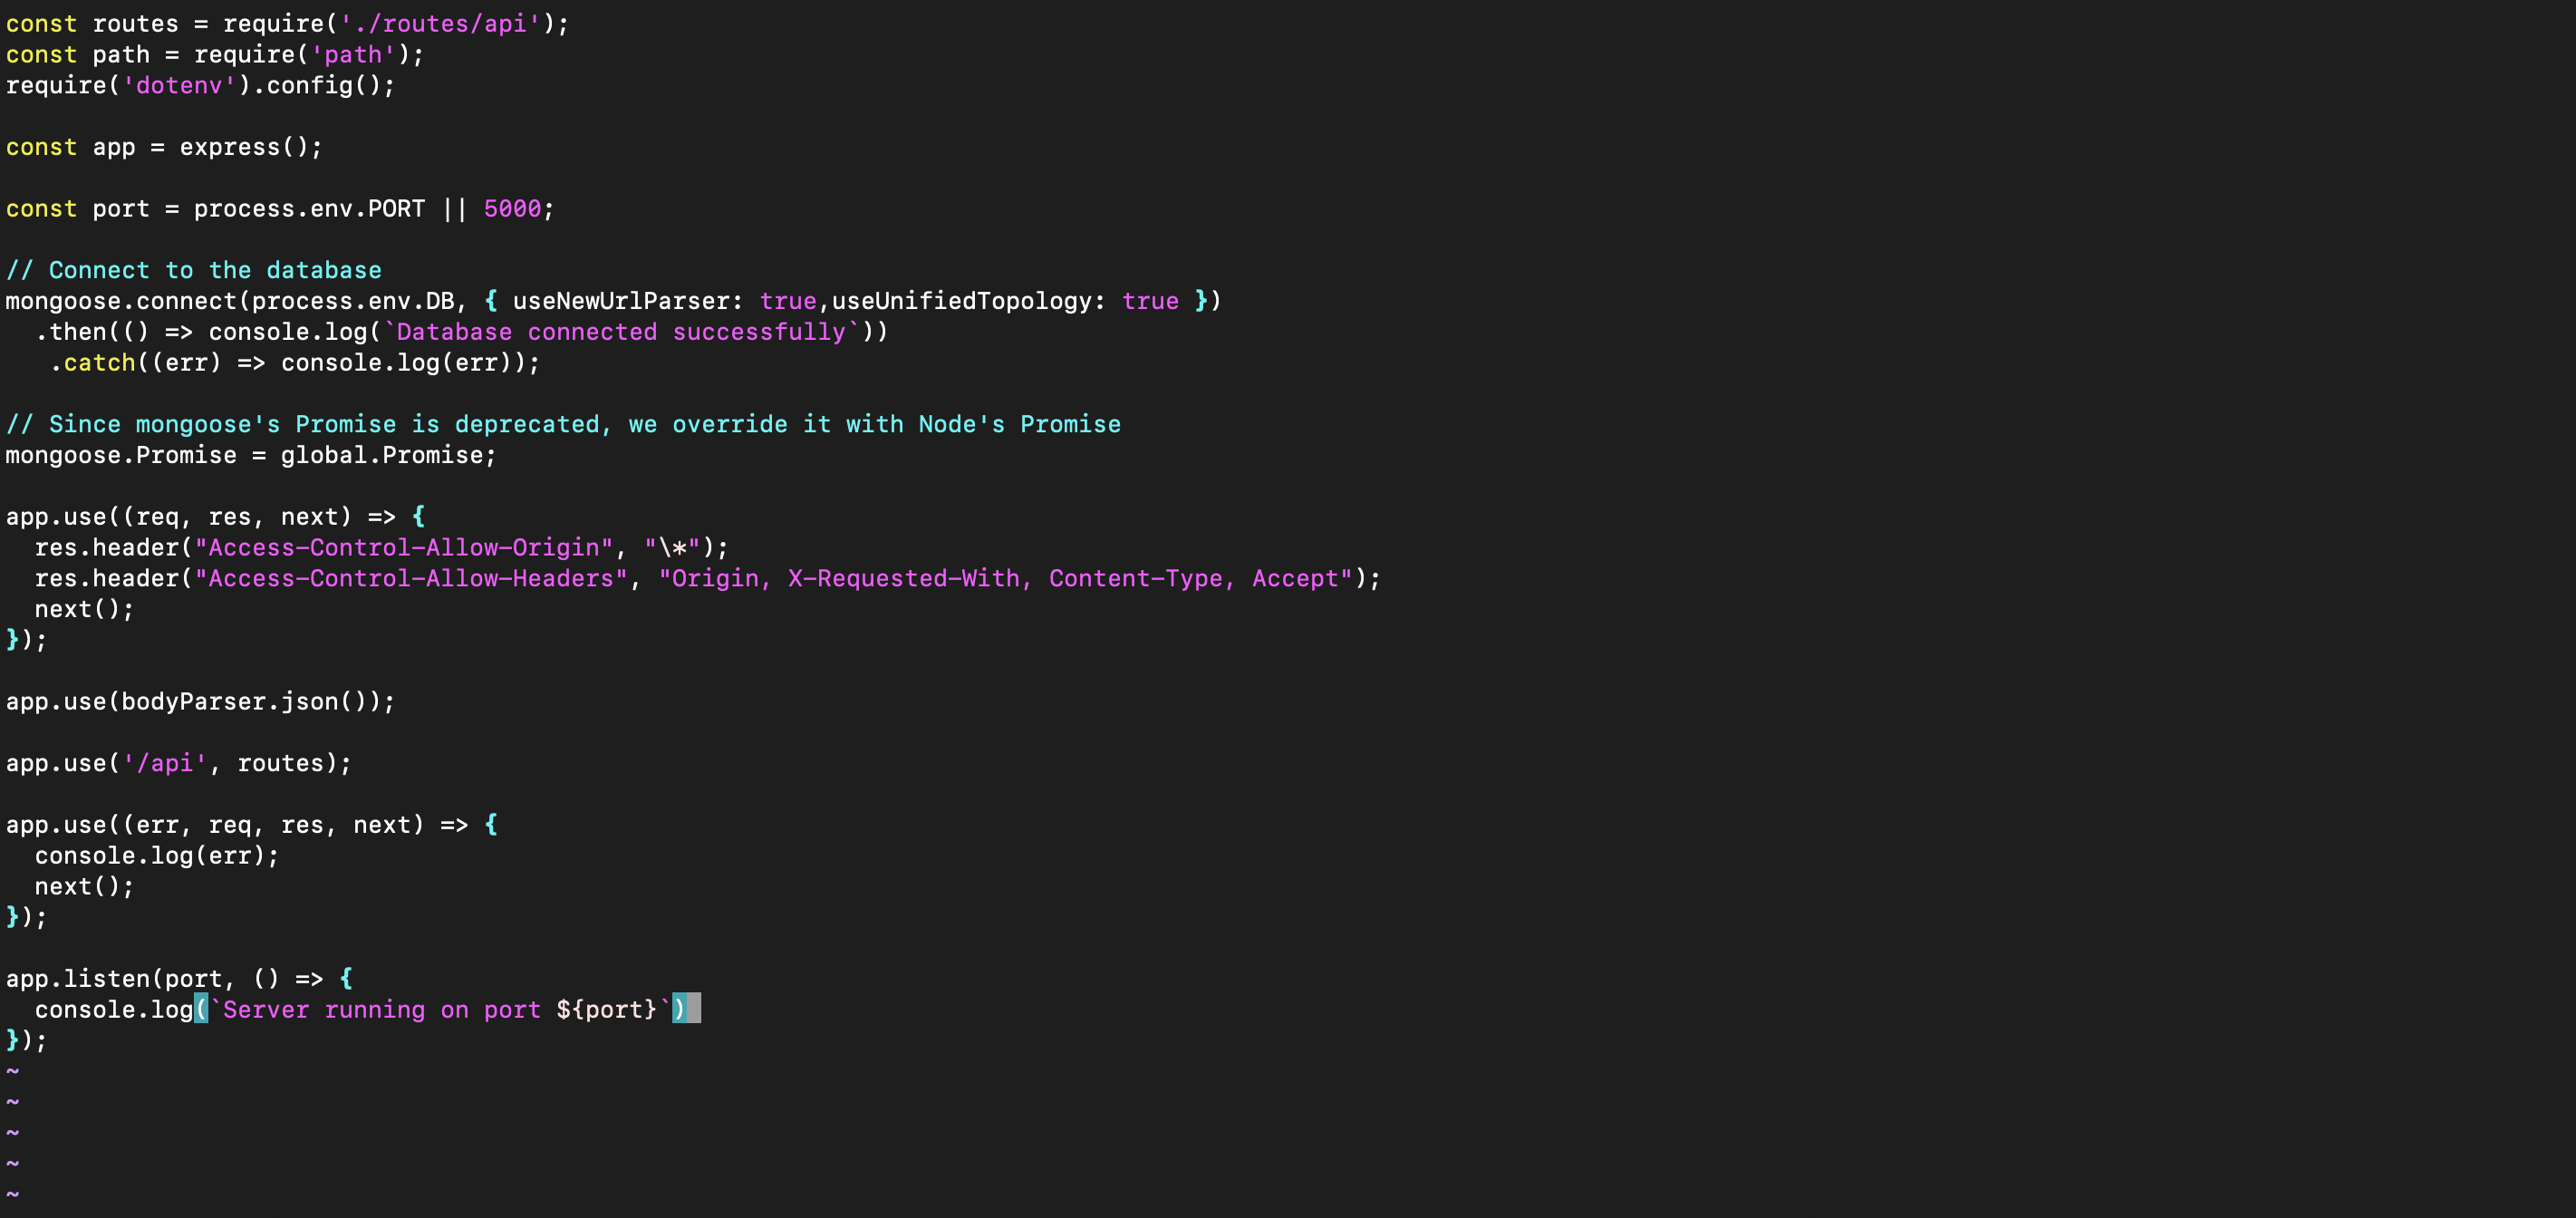 const routes = require('./routes/api');
const path = require('path');
require('dotenv').config();

const app = express();

const port = process.env.PORT || 5000;

// Connect to the database
mongoose.connect(process.env.DB, { useNewUrlParser: true,useUnifiedTopology: true })
  .then(() => console.log(`Database connected successfully`))
   .catch((err) => console.log(err));

// Since mongoose's Promise is deprecated, we override it with Node's Promise
mongoose.Promise = global.Promise;

app.use((req, res, next) => {
  res.header("Access-Control-Allow-Origin", "\*");
  res.header("Access-Control-Allow-Headers", "Origin, X-Requested-With, Content-Type, Accept");
  next();
});

app.use(bodyParser.json());

app.use('/api', routes);

app.use((err, req, res, next) => {
  console.log(err);
  next();
});

app.listen(port, () => {
  console.log(`Server running on port ${port}`)
});
~
~
~
~
~